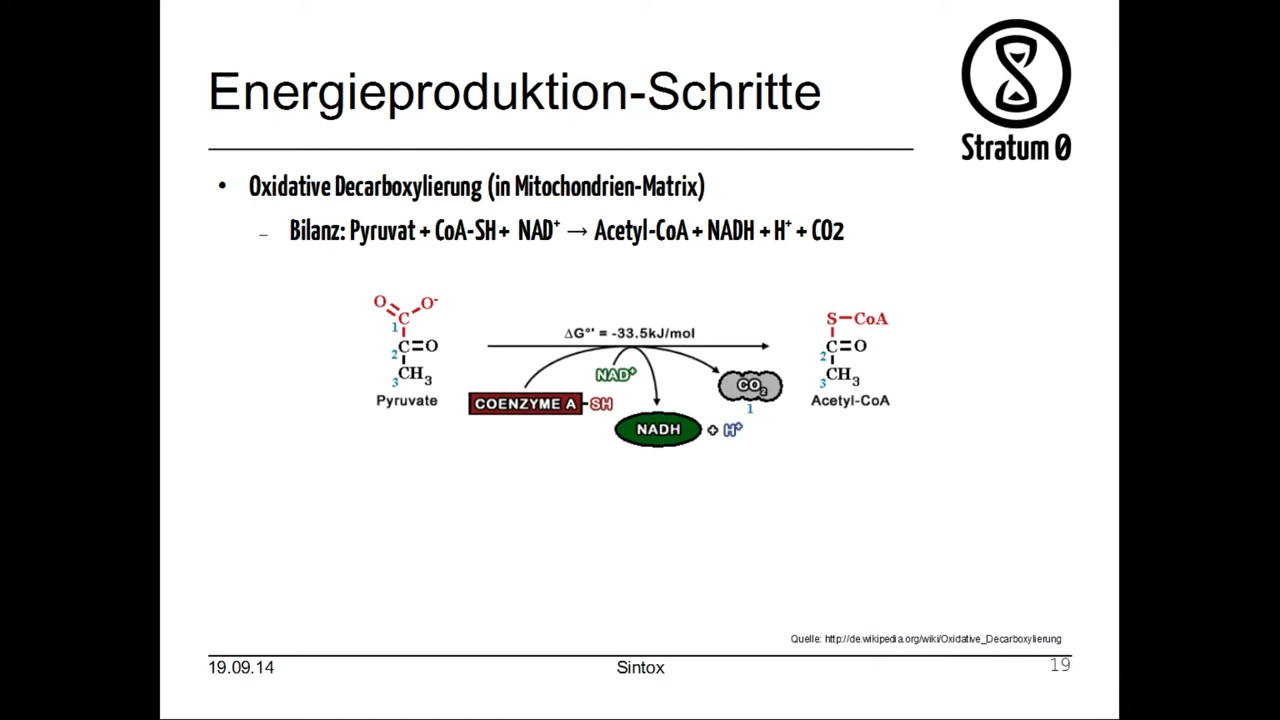 Energieproduktion-Schritte
Stratum 0
• Oxidative Decarboxylierung (in Mitochondrien-Matrix)
– Bilanz: Pyruvat + CoA-SH + NAD⁺ → Acetyl-CoA + NADH + H⁺ + CO2
O O⁻
C
1
C=O
2
CH₃
3
Pyruvate
ΔG°' = -33.5kJ/mol
NAD⁺
COENZYME A-SH
NADH + H⁺
CO₂
1
S-CoA
C=O
2
CH₃
3
Acetyl-CoA
Quelle: http://de.wikipedia.org/wiki/Oxidative_Decarboxylierung
19.09.14
Sintox
19